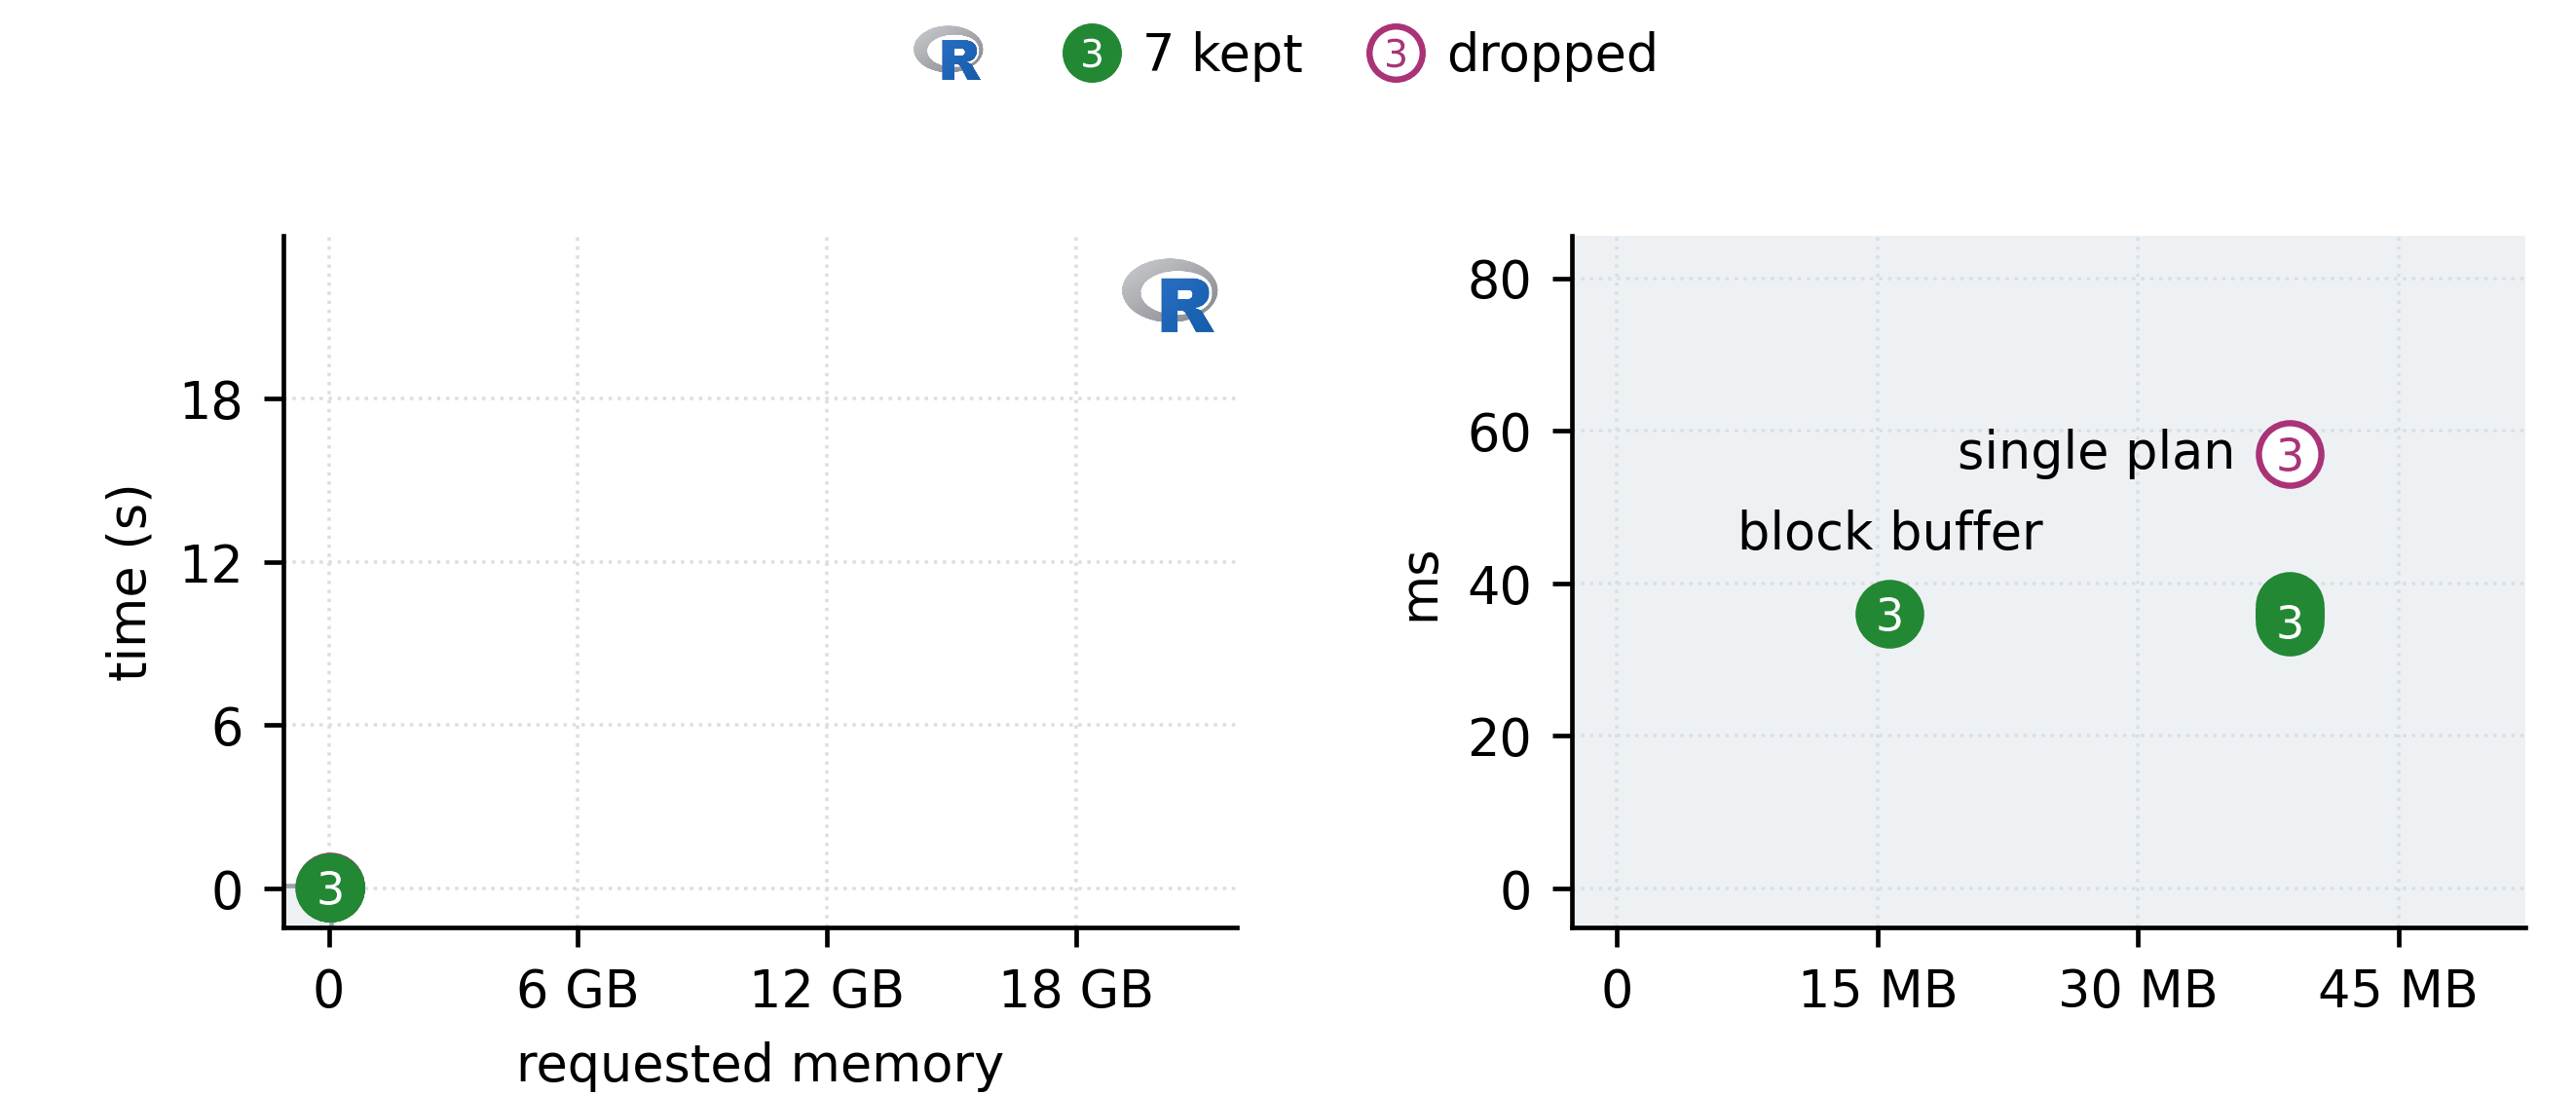 R 3 7 kept 3 dropped
time (s)
18
12
6
0
R
3
0 6 GB 12 GB 18 GB
requested memory
ms
80
60
40
20
0
single plan 3
block buffer
3 3
0 15 MB 30 MB 45 MB